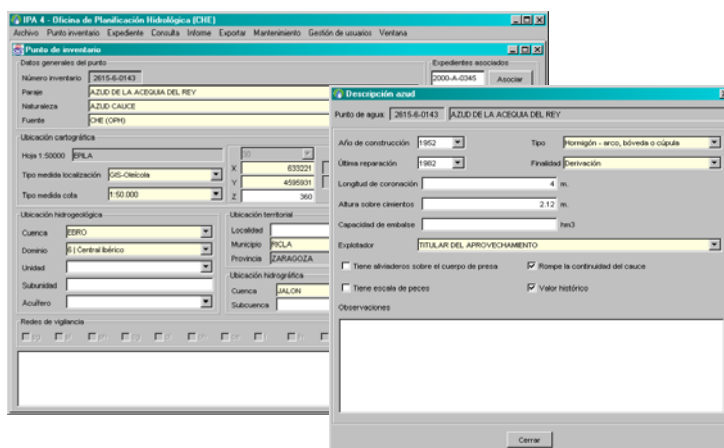 IPA 4 - Oficina de Planificación Hidrológica (CHE)
Archivo Punto inventario Expediente Consulta Informe Exportar Mantenimiento Gestión de usuarios Ventana
Punto de inventario
Datos generales del punto
Número inventario 2615-6-0143
Paraje AZUD DE LA ACEQUIA DEL REY
Naturaleza AZUD CAUCE
Fuente CHE (OPH)
Expedientes asociados
2000-A-0345 Asociar
Ubicación cartográfica
Hoja 1:50000 EPILA
30
Tipo medida localización GIS-Oleícola
X 633221
Y 4595931
Tipo medida cota 1:50.000
Z 360
Ubicación hidrogeológica
Cuenca EBRO
Dominio 6 | Central Ibérico
Unidad
Subunidad
Acuífero
Ubicación territorial
Localidad
Municipio RICLA
Provincia ZARAGOZA
Ubicación hidrográfica
Cuenca JALON
Subcuenca
Redes de vigilancia
Descripción azud
Punto de agua: 2615-6-0143 AZUD DE LA ACEQUIA DEL REY
Año de construcción 1952 Tipo Hormigón - arco, bóveda o cúpula
Última reparación 1982 Finalidad Derivación
Longitud de coronación 4 m.
Altura sobre cimientos 2.12 m.
Capacidad de embalse hm3
Explotador TITULAR DEL APROVECHAMIENTO
Tiene aliviaderos sobre el cuerpo de presa Rompe la continuidad del cauce
Tiene escala de peces Valor histórico
Observaciones
Cerrar